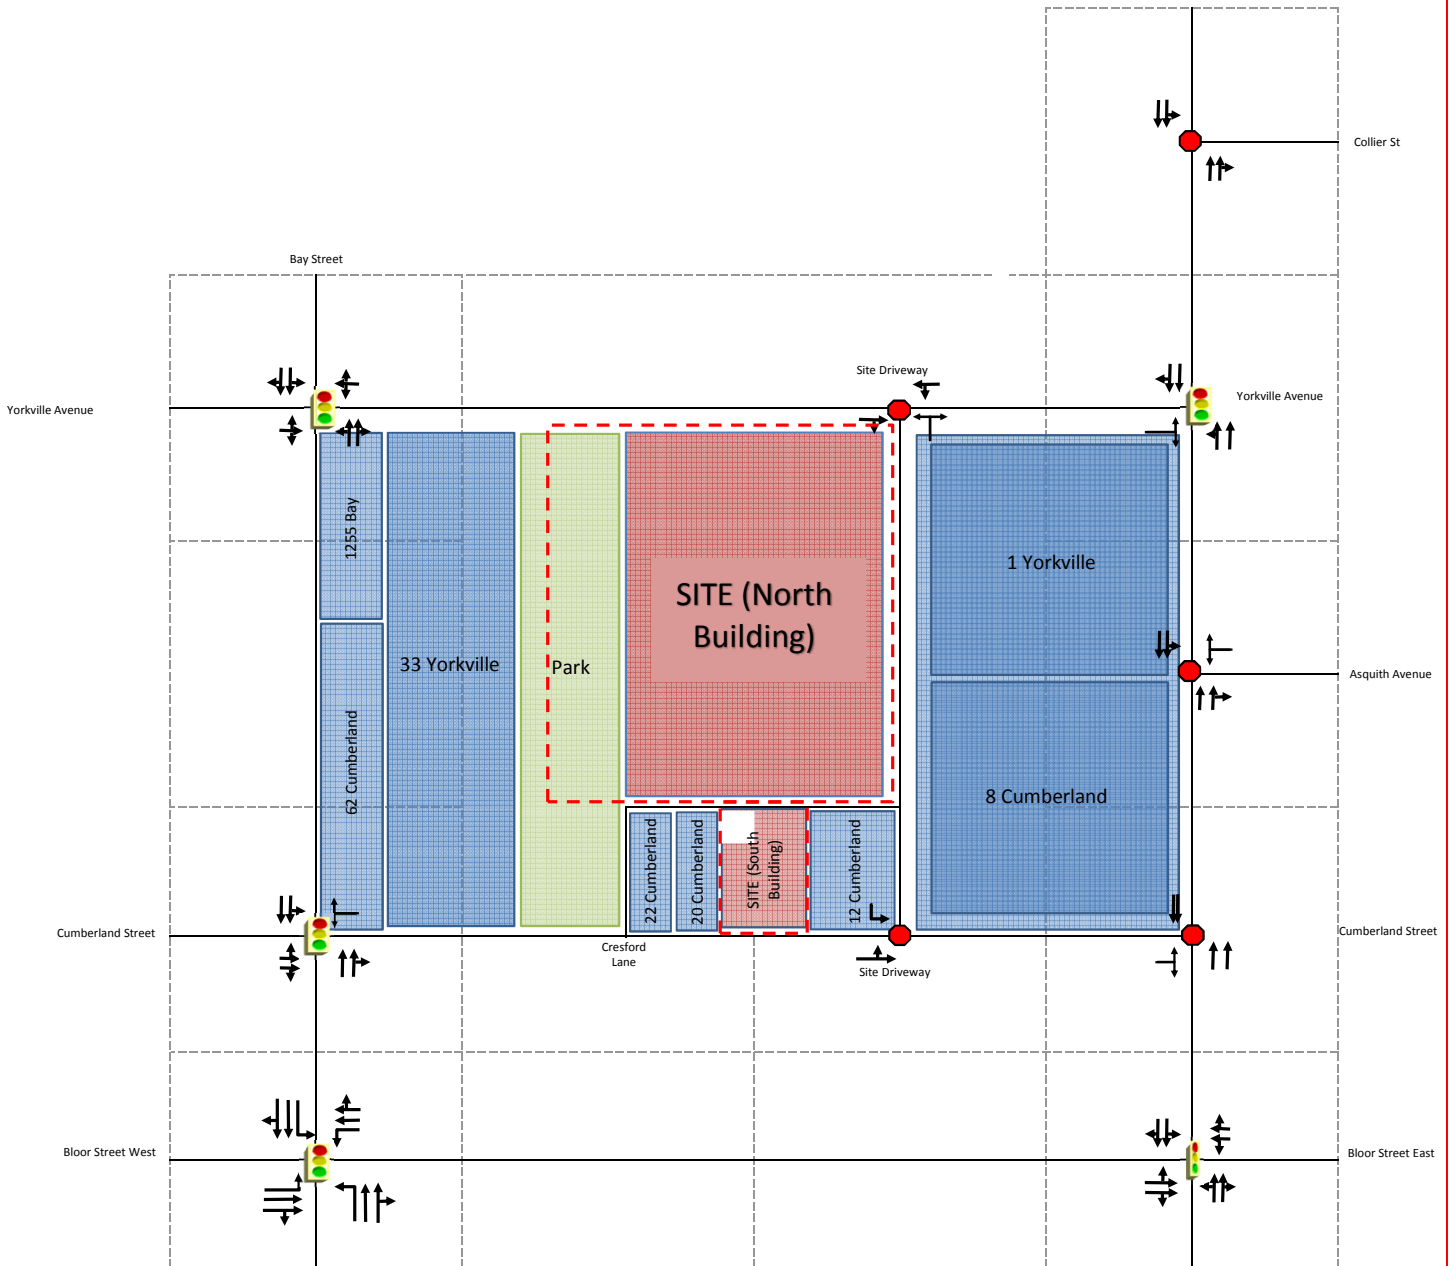 Collier St
Bay Street
Site Driveway
Yorkville Avenue
Yorkville Avenue
1255 Bay
1 Yorkville
SITE (North
Building)
33 Yorkville
Park
Asquith Avenue
62 Cumberland
8 Cumberland
22 Cumberland
20 Cumberland
SITE (South
Building)
12 Cumberland
Cumberland Street
Cumberland Street
Cresford
Lane
Site Driveway
Bloor Street West
Bloor Street East